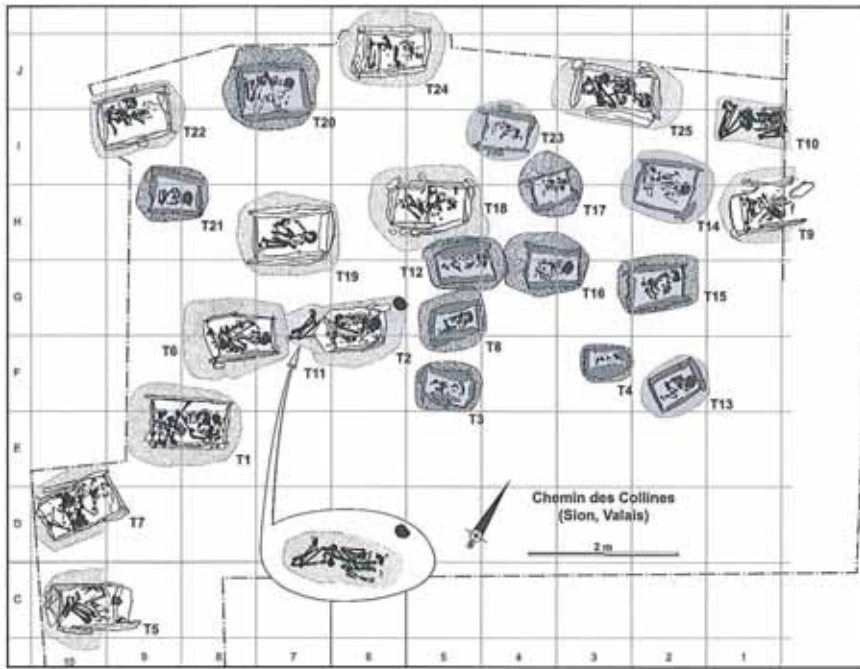 J
I
H
G
F
E
D
C
T24
T22
T20
T23
T25
T10
T21
T17
T14
T18
T9
T19
T12
T16
T15
T6
T11
T2
T8
T4
T3
T13
T1
T7
Chemin des Collines
(Sion, Valais)
2 m
T5
10
9
8
7
6
5
4
3
2
1